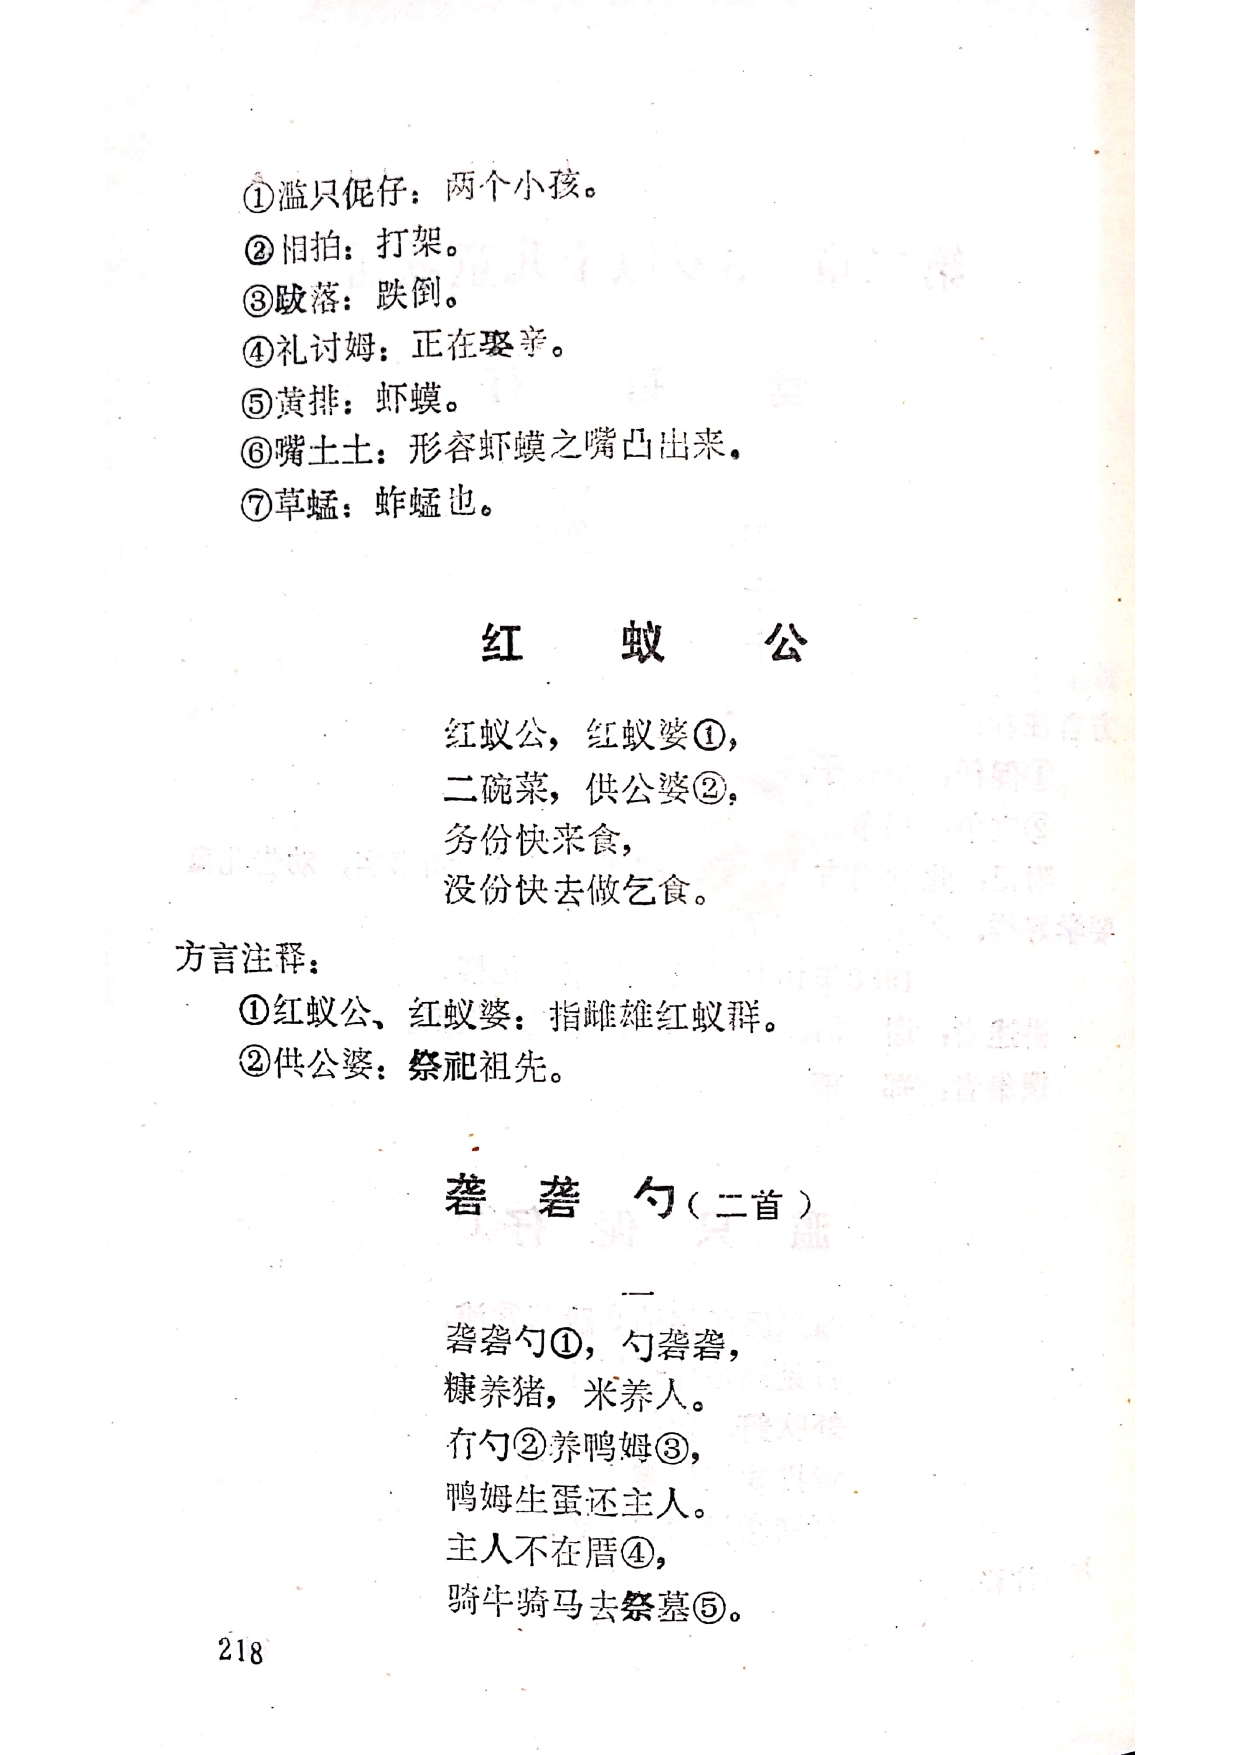 ①滥只伲仔：两个小孩。
②相拍：打架。
③跋落：跌倒。
④礼讨姆：正在娶亲。
⑤黄排：虾蟆。
⑥嘴土土：形容虾蟆之嘴凸出来。
⑦草蜢：蚱蜢也。
红蚁公
红蚁公，红蚁婆①，
二碗菜，供公婆②，
务份快来食，
没份快去做乞食。
方言注释：
①红蚁公、红蚁婆：指雌雄红蚁群。
②供公婆：祭祀祖先。
砻砻勺（二首）
一
砻砻勺①，勺砻砻，
糠养猪，米养人。
冇勺②养鸭姆③，
鸭姆生蛋还主人。
主人不在厝④，
骑牛骑马去祭墓⑤。
218